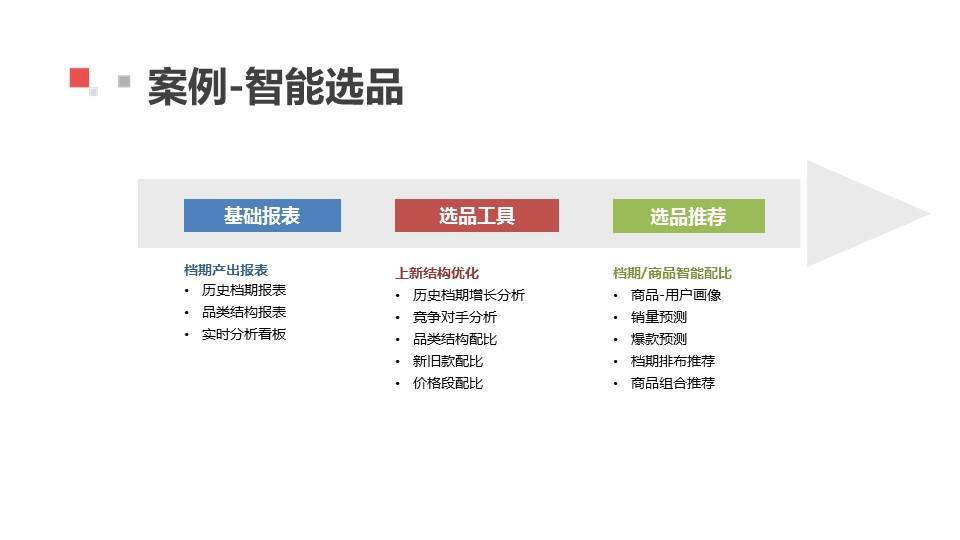 案例-智能选品
基础报表
选品工具
选品推荐
档期产出报表
• 历史档期报表
• 品类结构报表
• 实时分析看板
上新结构优化
• 历史档期增长分析
• 竞争对手分析
• 品类结构配比
• 新旧款配比
• 价格段配比
档期/商品智能配比
• 商品-用户画像
• 销量预测
• 爆款预测
• 档期排布推荐
• 商品组合推荐